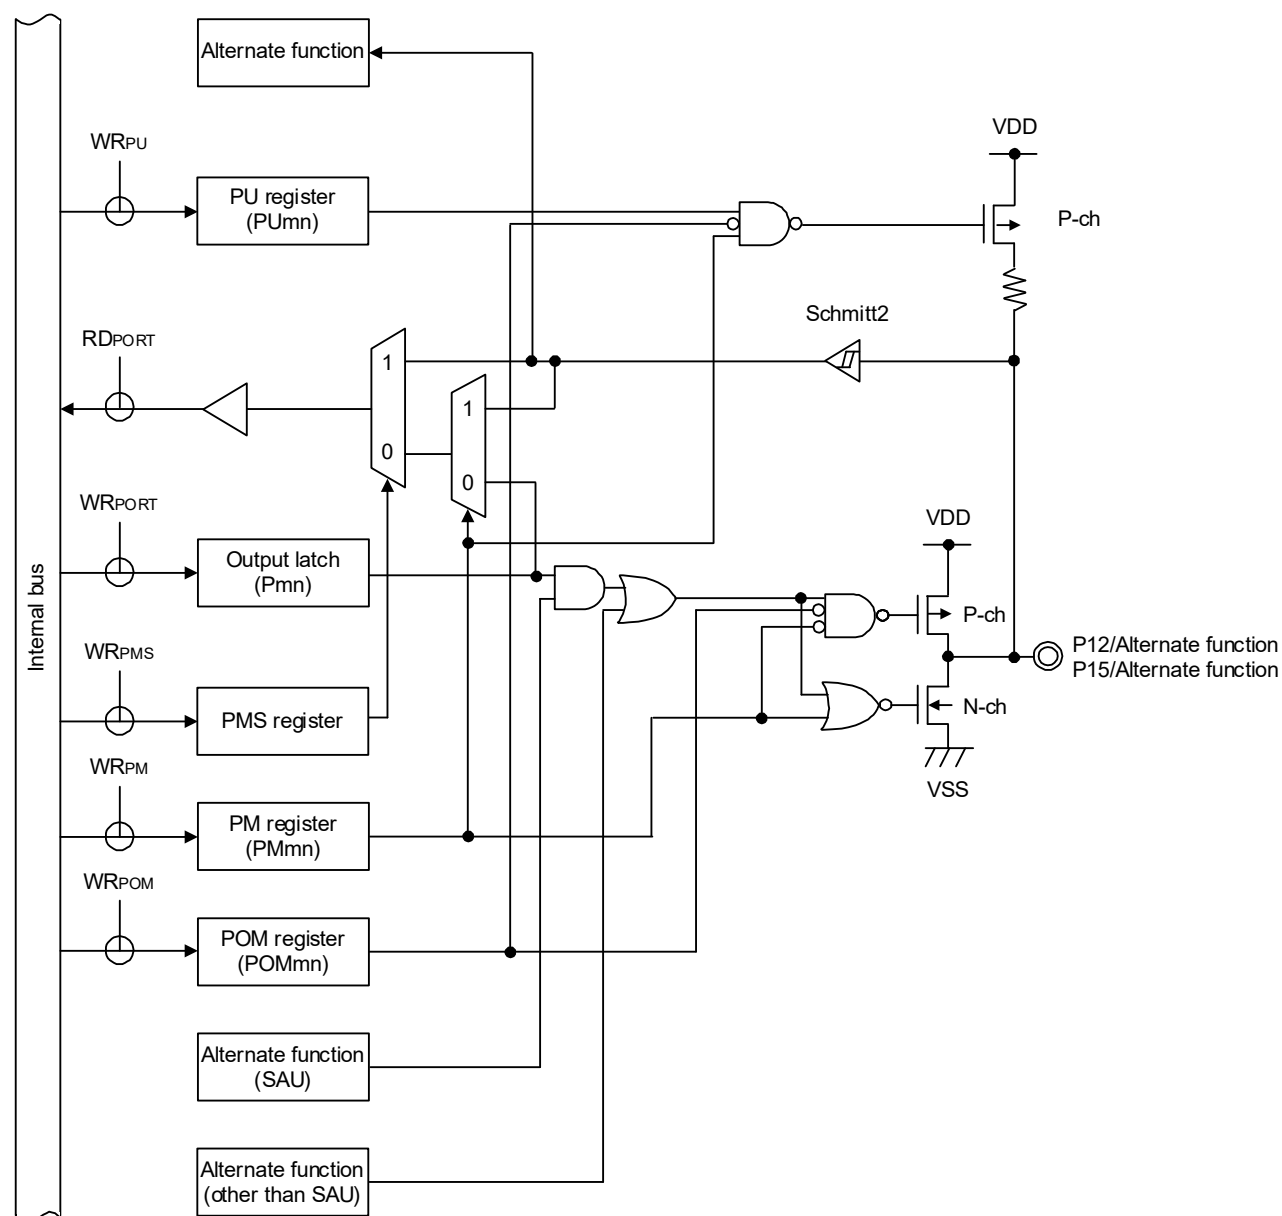 Alternate function
WRPU
PU register
(PUmn)
VDD
P-ch
Schmitt2
RDPORT
1
0
1
0
WRPORT
Output latch
(Pmn)
VDD
P-ch
P12/Alternate function
P15/Alternate function
N-ch
VSS
Internal bus
WRPMS
PMS register
WRPM
PM register
(PMmn)
WRPOM
POM register
(POMmn)
Alternate function
(SAU)
Alternate function
(other than SAU)